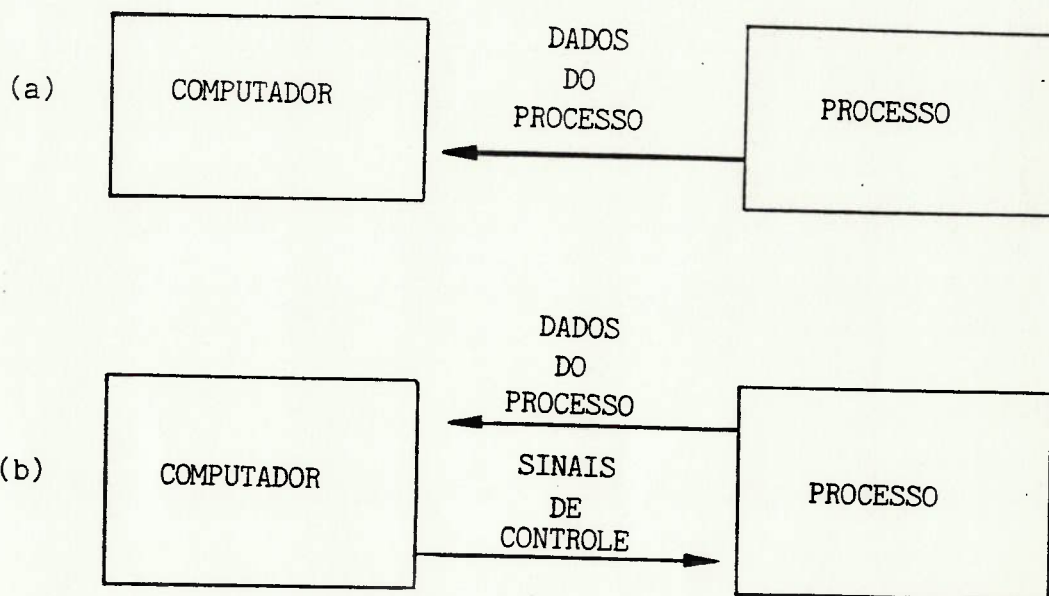 (a)
COMPUTADOR
DADOS
DO
PROCESSO
PROCESSO
(b)
COMPUTADOR
DADOS
DO
PROCESSO
SINAIS
DE
CONTROLE
PROCESSO